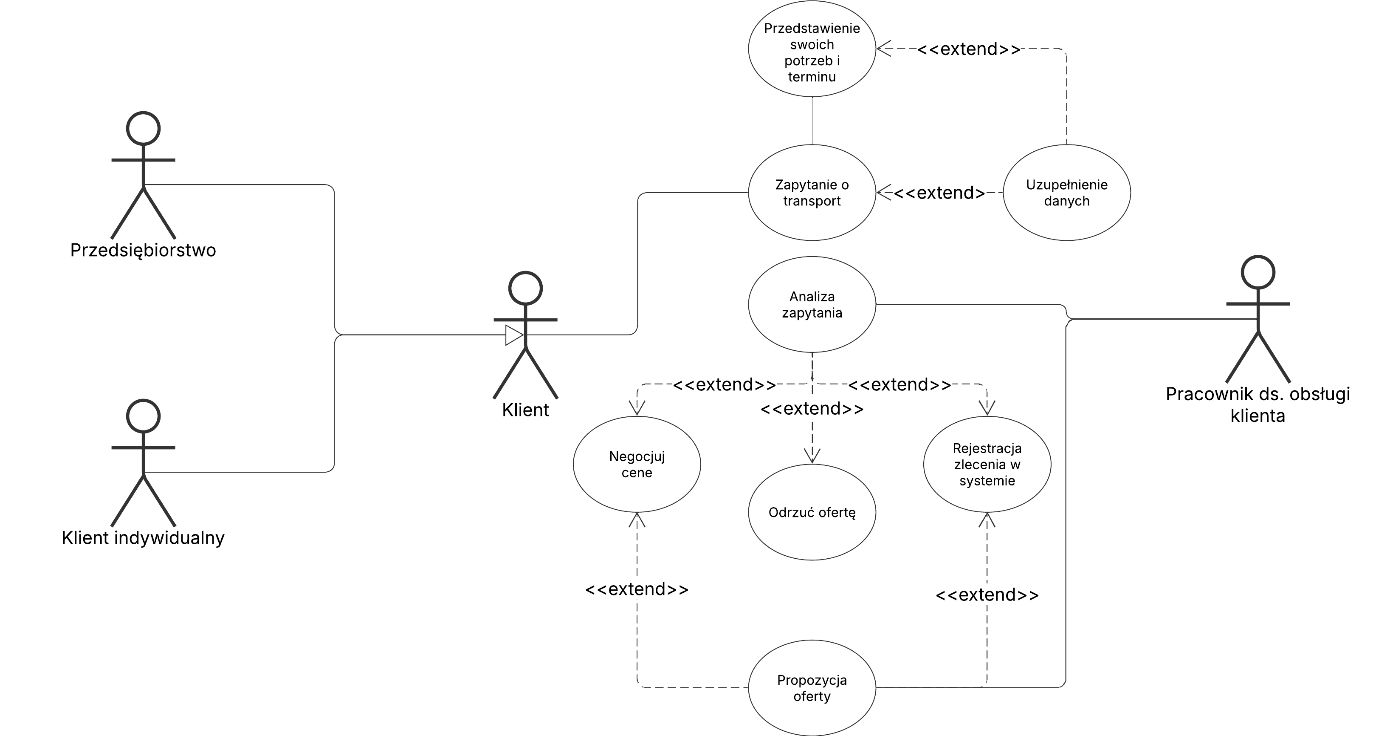 Przedstawienie
swoich
potrzeb i
terminu
<<extend>>
Przedsiębiorstwo
Zapytanie o
transport
<<extend>
Uzupełnienie
danych
Analiza
zapytania
Klient
Pracownik ds. obsługi
klienta
<<extend>>
<<extend>>
<<extend>>
Negocjuj
cene
Rejestracja
zlecenia w
systemie
Odrzuć ofertę
Klient indywidualny
<<extend>>
<<extend>>
Propozycja
oferty